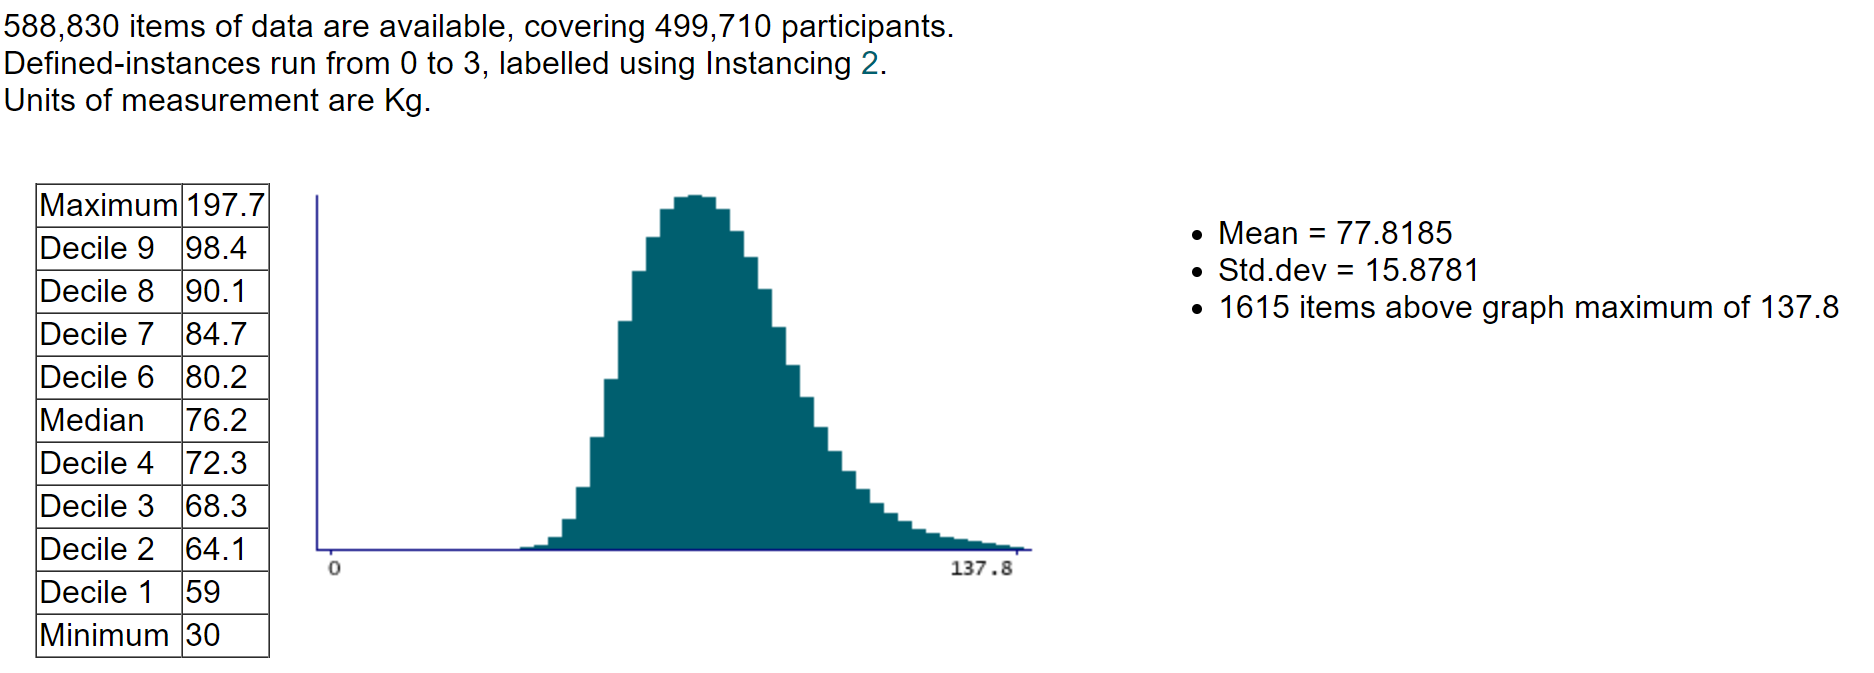 588,830 items of data are available, covering 499,710 participants.
Defined-instances run from 0 to 3, labelled using Instancing 2.
Units of measurement are Kg.
Maximum 197.7
Decile 9 98.4
Decile 8 90.1
Decile 7 84.7
Decile 6 80.2
Median 76.2
Decile 4 72.3
Decile 3 68.3
Decile 2 64.1
Decile 1 59
Minimum 30
0 137.8
• Mean = 77.8185
• Std.dev = 15.8781
• 1615 items above graph maximum of 137.8